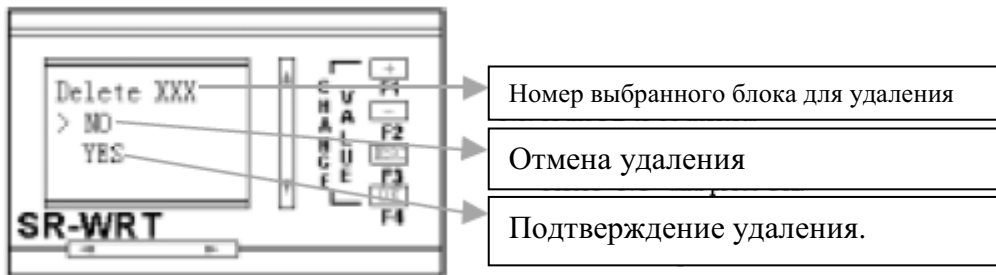 Delete XXX
> NO
YES
CHANGE
VALUE
+
F1
-
F2
F3
F4
SR-WRT
Номер выбранного блока для удаления
Отмена удаления
Подтверждение удаления.